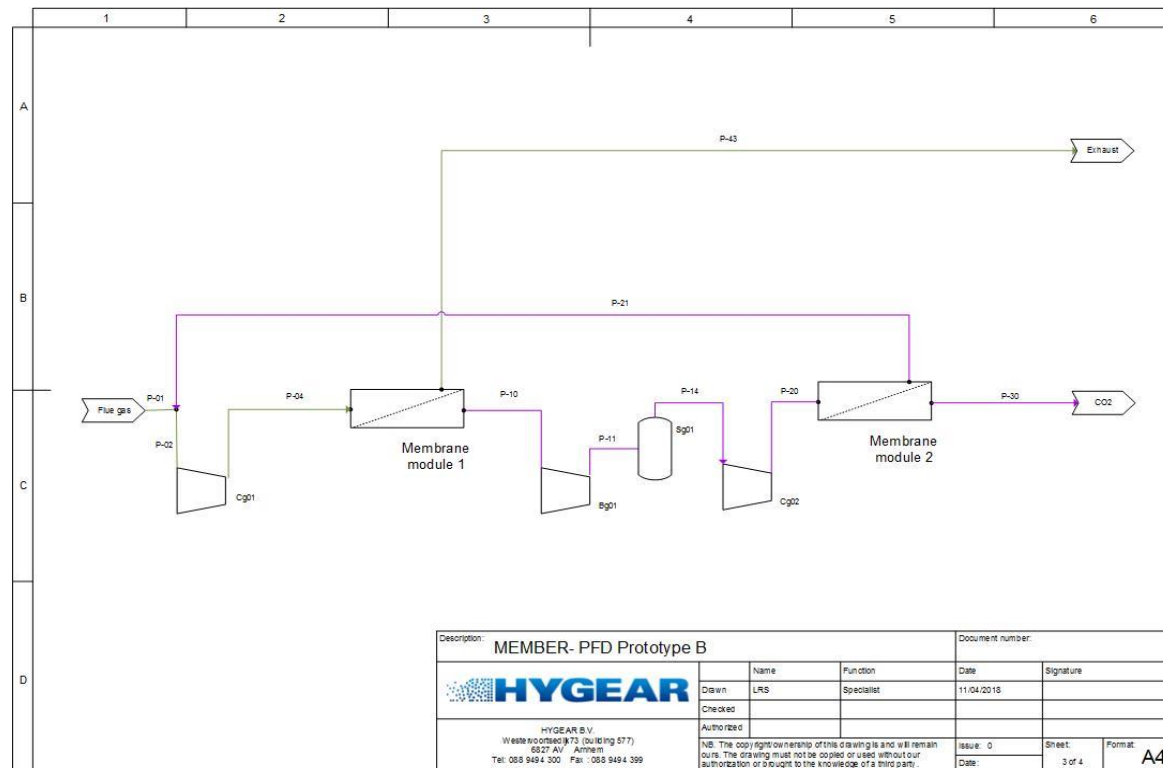 1 2 3 4 5 6
A
P-43
Exhaust
B
P-21
P-01
Flue gas
P-02
P-04
P-10
P-14
P-20
P-30
CO2
Membrane
module 1
P-11
Sg01
Membrane
module 2
C
Cg01
Bg01
Cg02
D
Description: MEMBER- PFD Prototype B
Document number:
HYGEAR
Name Function Date Signature
Drawn LRS Specialist 11/04/2018
Checked
Authorized
HYGEAR B.V.
6827 AV Arnhem
Tel: 088 9494 300 Fax : 088 9494 399
NB. The copyright/ownership of this drawing is and will remain
ours. The drawing must not be copied or used without our
authorization or brought to the knowledge of a third party.
Issue: 0
Date:
Sheet:
3 of 4
Format:
A4